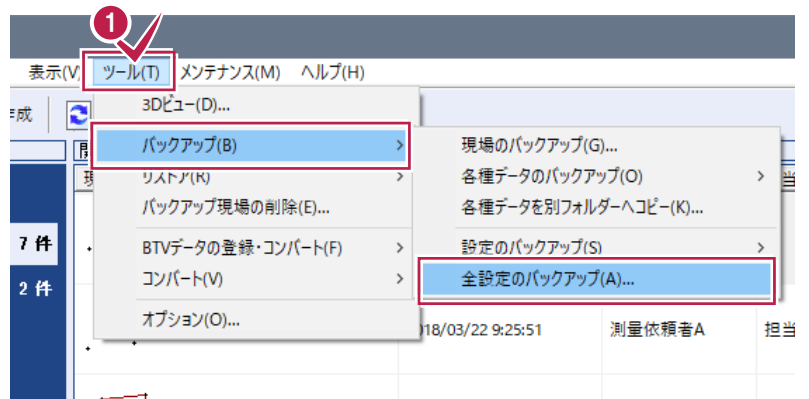 1
表示(V) ツール(T) メンテナンス(M) ヘルプ(H)
3Dビュー(D)...
バックアップ(B)
リストア(R)
バックアップ現場の削除(E)...
BTVデータの登録・コンバート(F)
コンバート(V)
オプション(O)...
現場のバックアップ(G)...
各種データのバックアップ(O)
各種データを別フォルダーへコピー(K)...
設定のバックアップ(S)
全設定のバックアップ(A)...
成
7 件
2 件
18/03/22 9:25:51 測量依頼者A 担当